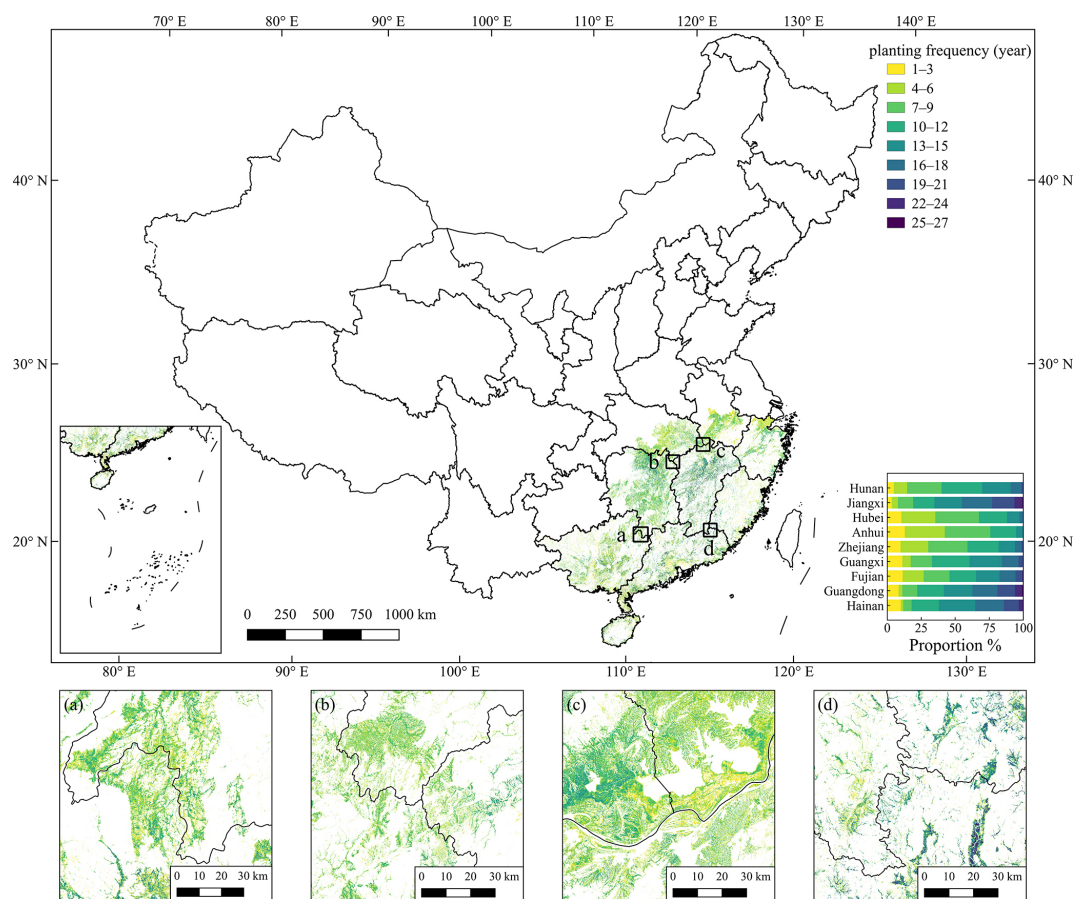 70° E 80° E 90° E 100° E 110° E 120° E 130° E 140° E
planting frequency (year)
1–3
4–6
7–9
10–12
13–15
16–18
19–21
22–24
25–27
40° N 40° N
30° N 30° N
20° N 20° N
a
b
c
d
0 250 500 750 1000 km
Hunan
Jiangxi
Hubei
Anhui
Zhejiang
Guangxi
Fujian
Guangdong
Hainan
0 25 50 75 100
Proportion %
80° E 90° E 100° E 110° E 120° E 130° E
(a) (b) (c) (d)
0 10 20 30 km
0 10 20 30 km
0 10 20 30 km
0 10 20 30 km